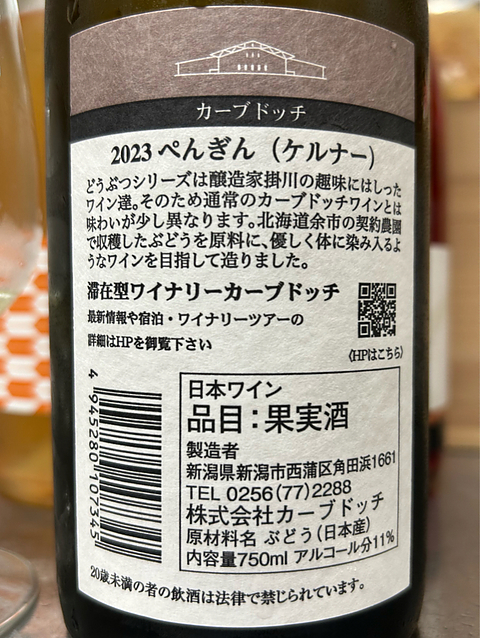 カーブドッチ
2023 ぺんぎん（ケルナー）
どうぶつシリーズは醸造家掛川の趣味にはしった
ワイン達。そのため通常のカーブドッチワインとは
味わいが少し異なります。北海道余市の契約農園
で収穫したぶどうを原料に、優しく体に染み入るよ
うなワインを目指して造りました。
滞在型ワイナリーカーブドッチ
最新情報や宿泊・ワイナリーツアーの
詳細はHPを御覧下さい
《HPはこちら》
4 945280 107345
日本ワイン
品目：果実酒
製造者
新潟県新潟市西蒲区角田浜1661
TEL 0256(77)2288
株式会社カーブドッチ
原材料名 ぶどう（日本産）
内容量750ml アルコール分11%
20歳未満の者の飲酒は法律で禁じられています。